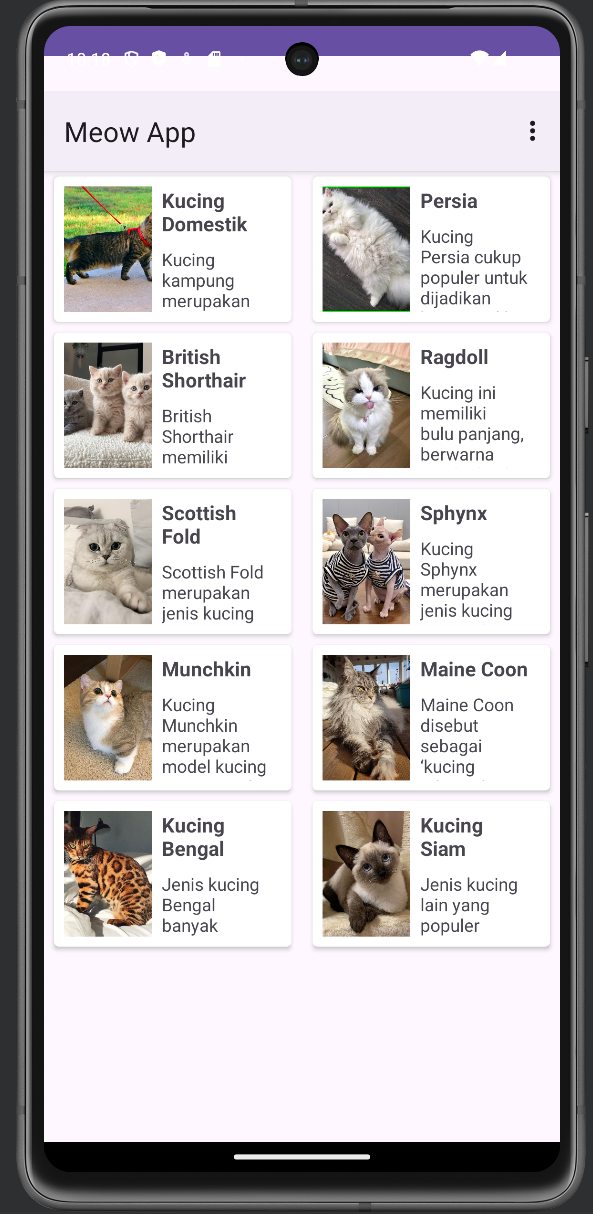 10:18
Meow App
Kucing
Domestik
Kucing
kampung
merupakan
Persia
Kucing
Persia cukup
populer untuk
dijadikan
British
Shorthair
British
Shorthair
memiliki
Ragdoll
Kucing ini
memiliki
bulu panjang,
berwarna
Scottish
Fold
Scottish Fold
merupakan
jenis kucing
Sphynx
Kucing
Sphynx
merupakan
jenis kucing
Munchkin
Kucing
Munchkin
merupakan
model kucing
Maine Coon
Maine Coon
disebut
sebagai
‘kucing
Kucing
Bengal
Jenis kucing
Bengal
banyak
Kucing
Siam
Jenis kucing
lain yang
populer